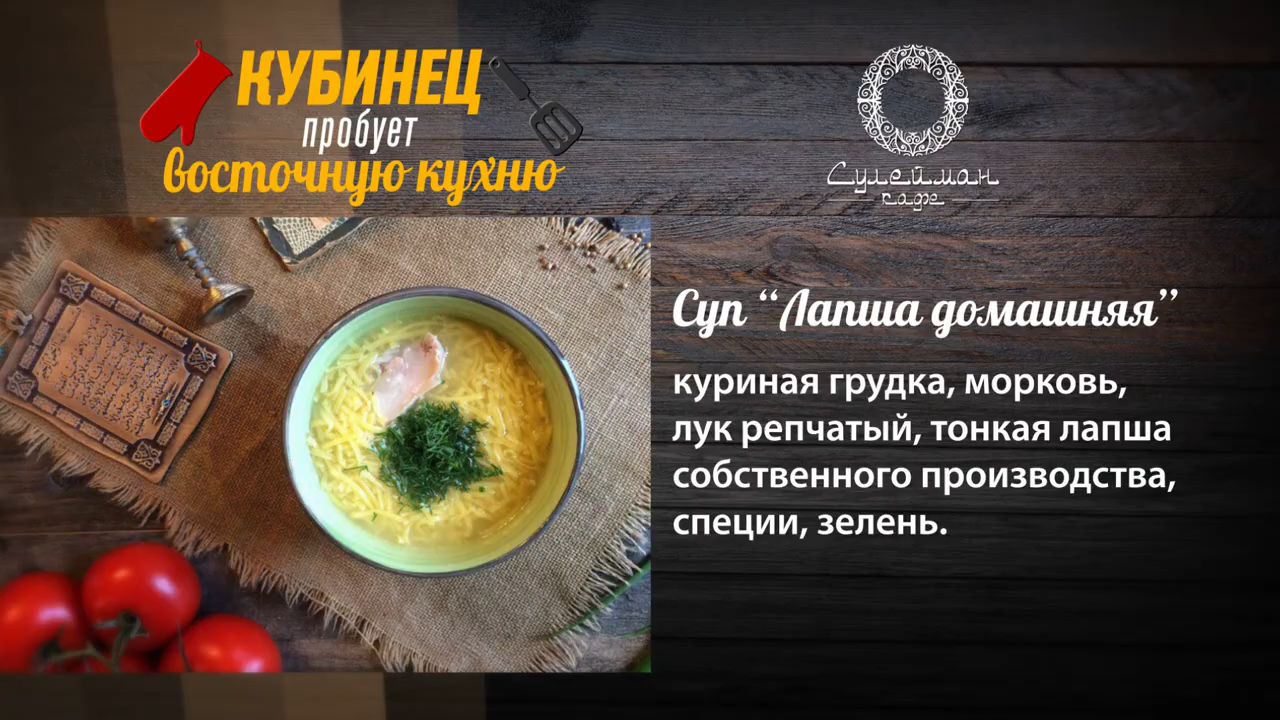 КУБИНЕЦ
пробует
восточную кухню
Сулейман
кафе
Суп “Лапша домашняя”
куриная грудка, морковь,
лук репчатый, тонкая лапша
собственного производства,
специи, зелень.